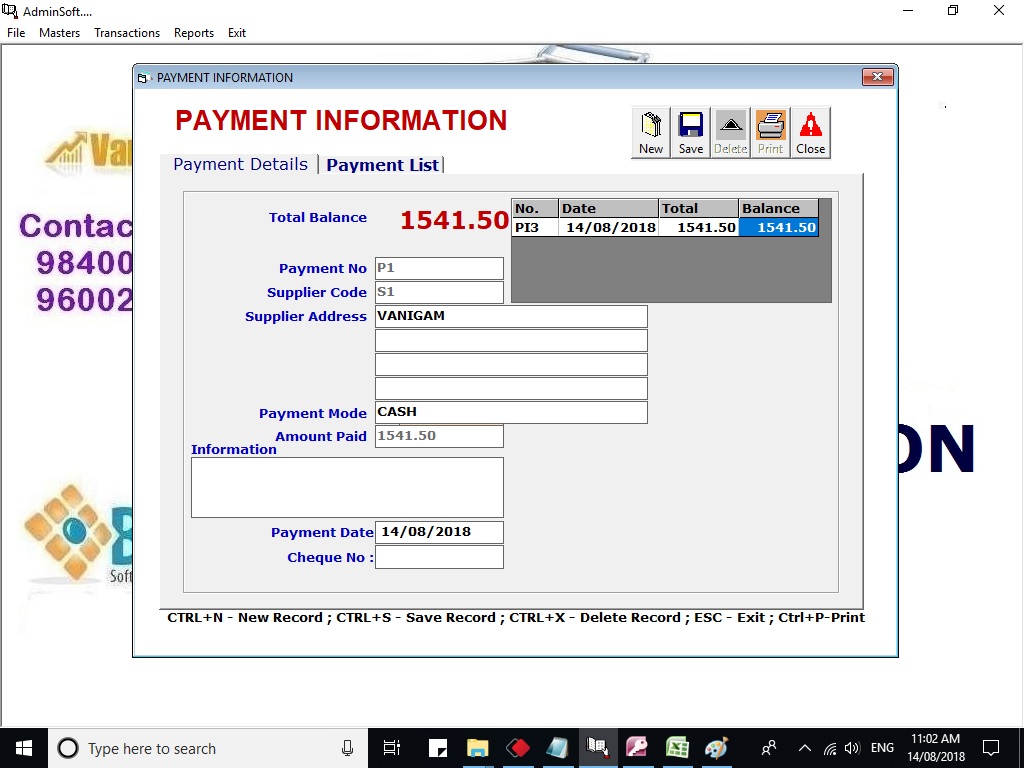 AdminSoft....
File Masters Transactions Reports Exit
PAYMENT INFORMATION
PAYMENT INFORMATION
New Save Delete Print Close
Payment Details Payment List
Total Balance 1541.50
No. Date Total Balance
PI3 14/08/2018 1541.50 1541.50
Payment No P1
Supplier Code S1
Supplier Address VANIGAM
Payment Mode CASH
Amount Paid 1541.50
Information
Payment Date 14/08/2018
Cheque No :
CTRL+N - New Record ; CTRL+S - Save Record ; CTRL+X - Delete Record ; ESC - Exit ; Ctrl+P-Print
Van
Contac
98400
96002
ON
B
Soft
Type here to search
ENG
11:02 AM
14/08/2018